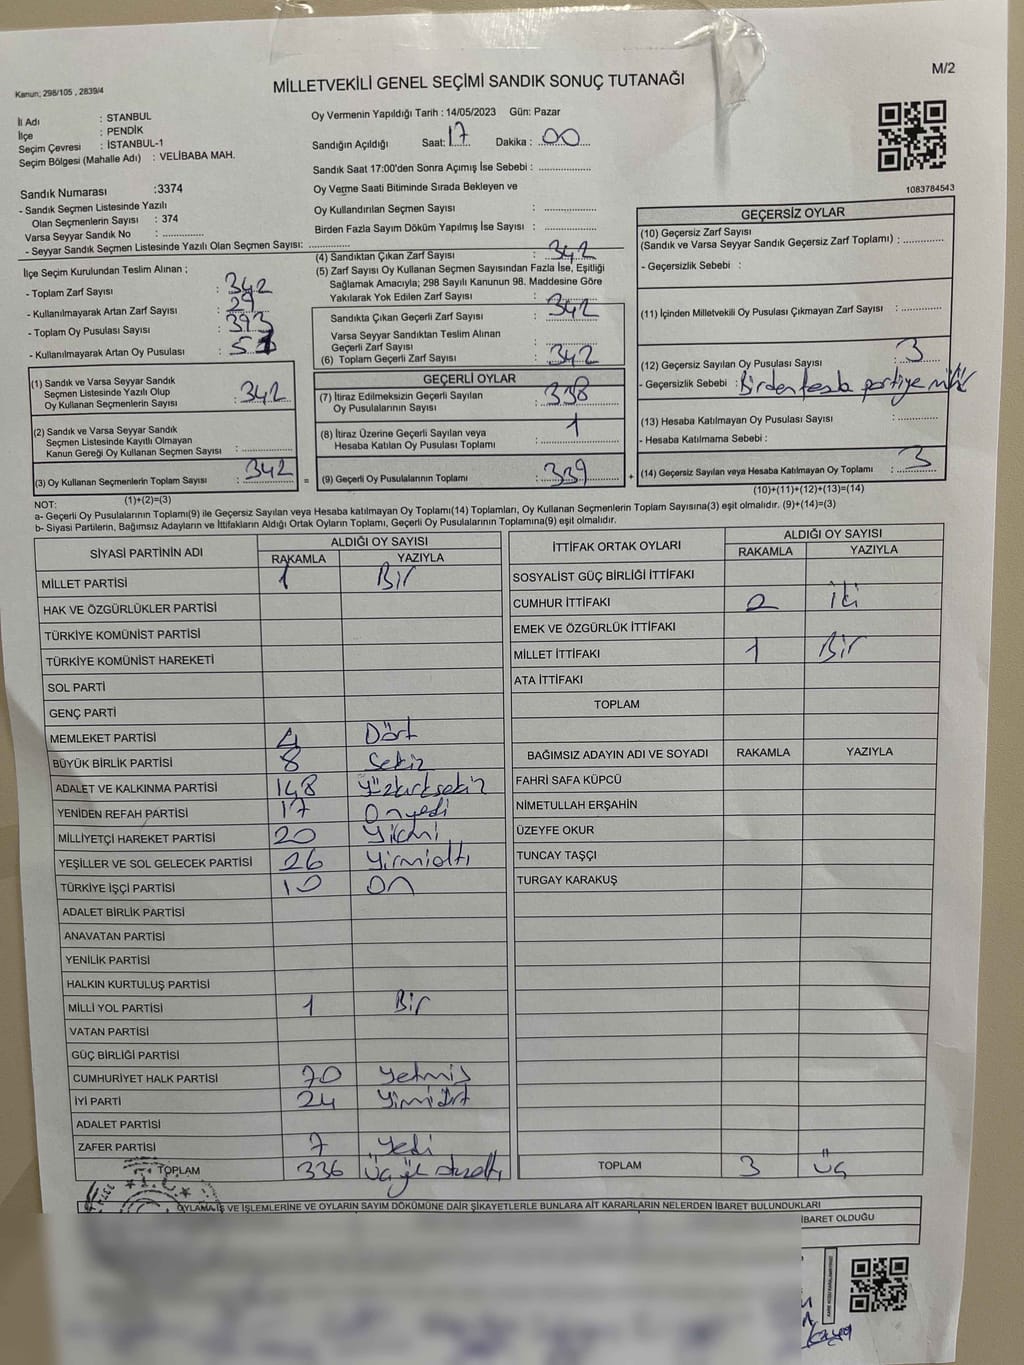 Kanun; 298/105 , 2839/4
MİLLETVEKİLİ GENEL SEÇİMİ SANDIK SONUÇ TUTANAĞI
M/2
İl Adı : İSTANBUL
İlçe : PENDİK
Seçim Çevresi : İSTANBUL-1
Seçim Bölgesi (Mahalle Adı) : VELİBABA MAH.
Sandık Numarası :3374
- Sandık Seçmen Listesinde Yazılı
Olan Seçmenlerin Sayısı : 374
Varsa Seyyar Sandık No : ..............
- Seyyar Sandık Seçmen Listesinde Yazılı Olan Seçmen Sayısı: ..............
Oy Vermenin Yapıldığı Tarih : 14/05/2023 Gün: Pazar
Sandığın Açıldığı Saat: 17 Dakika : 00
Sandık Saat 17:00'den Sonra Açımış İse Sebebi : ..................
Oy Verme Saati Bitiminde Sırada Bekleyen ve
Oy Kullandırılan Seçmen Sayısı : ..................
Birden Fazla Sayım Döküm Yapılmış İse Sayısı : ..................
1083784543
İlçe Seçim Kurulundan Teslim Alınan ;
- Toplam Zarf Sayısı : 342
- Kullanılmayarak Artan Zarf Sayısı : 29
- Toplam Oy Pusulası Sayısı : 393
- Kullanılmayarak Artan Oy Pusulası :
(1) Sandık ve Varsa Seyyar Sandık
Seçmen Listesinde Yazılı Olup
Oy Kullanan Seçmenlerin Sayısı : 342
(2) Sandık ve Varsa Seyyar Sandık
Seçmen Listesinde Kayıtlı Olmayan
Kanun Gereği Oy Kullanan Seçmen Sayısı : ..............
(3) Oy Kullanan Seçmenlerin Toplam Sayısı : 342
(1)+(2)=(3)
(4) Sandıktan Çıkan Zarf Sayısı : 342
(5) Zarf Sayısı Oy Kullanan Seçmen Sayısından Fazla İse, Eşitliği
Sağlamak Amacıyla; 298 Sayılı Kanunun 98. Maddesine Göre
Yakılarak Yok Edilen Zarf Sayısı :
Sandıkta Çıkan Geçerli Zarf Sayısı : 342
Varsa Seyyar Sandıktan Teslim Alınan
Geçerli Zarf Sayısı : ..............
(6) Toplam Geçerli Zarf Sayısı : 342
GEÇERLİ OYLAR
(7) İtiraz Edilmeksizin Geçerli Sayılan
Oy Pusulalarının Sayısı : 338
(8) İtiraz Üzerine Geçerli Sayılan veya
Hesaba Katılan Oy Pusulası Toplamı : 1
= (9) Geçerli Oy Pusulalarının Toplamı : 339 +
GEÇERSİZ OYLAR
(10) Geçersiz Zarf Sayısı
(Sandık ve Varsa Seyyar Sandık Geçersiz Zarf Toplamı) : ............
- Geçersizlik Sebebi :
(11) İçinden Milletvekili Oy Pusulası Çıkmayan Zarf Sayısı : ............
(12) Geçersiz Sayılan Oy Pusulası Sayısı : 3
- Geçersizlik Sebebi : Birden fazla partiye
(13) Hesaba Katılmayan Oy Pusulası Sayısı : ............
- Hesaba Katılmama Sebebi :
(14) Geçersiz Sayılan veya Hesaba Katılmayan Oy Toplamı : 3
(10)+(11)+(12)+(13)=(14)
NOT:
a- Geçerli Oy Pusulalarının Toplamı(9) ile Geçersiz Sayılan veya Hesaba katılmayan Oy Toplamı(14) Toplamları, Oy Kullanan Seçmenlerin Toplam Sayısına(3) eşit olmalıdır. (9)+(14)=(3)
b- Siyasi Partilerin, Bağımsız Adayların ve İttifakların Aldığı Ortak Oyların Toplamı, Geçerli Oy Pusulalarının Toplamına(9) eşit olmalıdır.
SİYASİ PARTİNİN ADI ALDIĞI OY SAYISI
RAKAMLA YAZIYLA
MİLLET PARTİSİ 1 Bir
HAK VE ÖZGÜRLÜKLER PARTİSİ
TÜRKİYE KOMÜNİST PARTİSİ
TÜRKİYE KOMÜNİST HAREKETİ
SOL PARTİ
GENÇ PARTİ
MEMLEKET PARTİSİ 4 Dört
BÜYÜK BİRLİK PARTİSİ 8 Sekiz
ADALET VE KALKINMA PARTİSİ 148 Yüzkırksekiz
YENİDEN REFAH PARTİSİ 17 Onyedi
MİLLİYETÇİ HAREKET PARTİSİ 20 Yirmi
YEŞİLLER VE SOL GELECEK PARTİSİ 26 Yirmialtı
TÜRKİYE İŞÇİ PARTİSİ 10 On
ADALET BİRLİK PARTİSİ
ANAVATAN PARTİSİ
YENİLİK PARTİSİ
HALKIN KURTULUŞ PARTİSİ
MİLLİ YOL PARTİSİ 1 Bir
VATAN PARTİSİ
GÜÇ BİRLİĞİ PARTİSİ
CUMHURİYET HALK PARTİSİ 70 Yetmiş
İYİ PARTİ 24
ADALET PARTİSİ
ZAFER PARTİSİ 7 Yedi
TOPLAM 336
İTTİFAK ORTAK OYLARI ALDIĞI OY SAYISI
RAKAMLA YAZIYLA
SOSYALİST GÜÇ BİRLİĞİ İTTİFAKI
CUMHUR İTTİFAKI 2 İki
EMEK VE ÖZGÜRLÜK İTTİFAKI
MİLLET İTTİFAKI 1 Bir
ATA İTTİFAKI
TOPLAM
BAĞIMSIZ ADAYIN ADI VE SOYADI RAKAMLA YAZIYLA
FAHRİ SAFA KÜPCÜ
NİMETULLAH ERŞAHİN
ÜZEYFE OKUR
TUNCAY TAŞÇI
TURGAY KARAKUŞ
TOPLAM 3 Üç
OYLAMA İŞ VE İŞLEMLERİNE VE OYLARIN SAYIM DÖKÜMÜNE DAİR ŞİKAYETLERLE BUNLARA AİT KARARLARIN NELERDEN İBARET BULUNDUKLARI
İBARET OLDUĞU